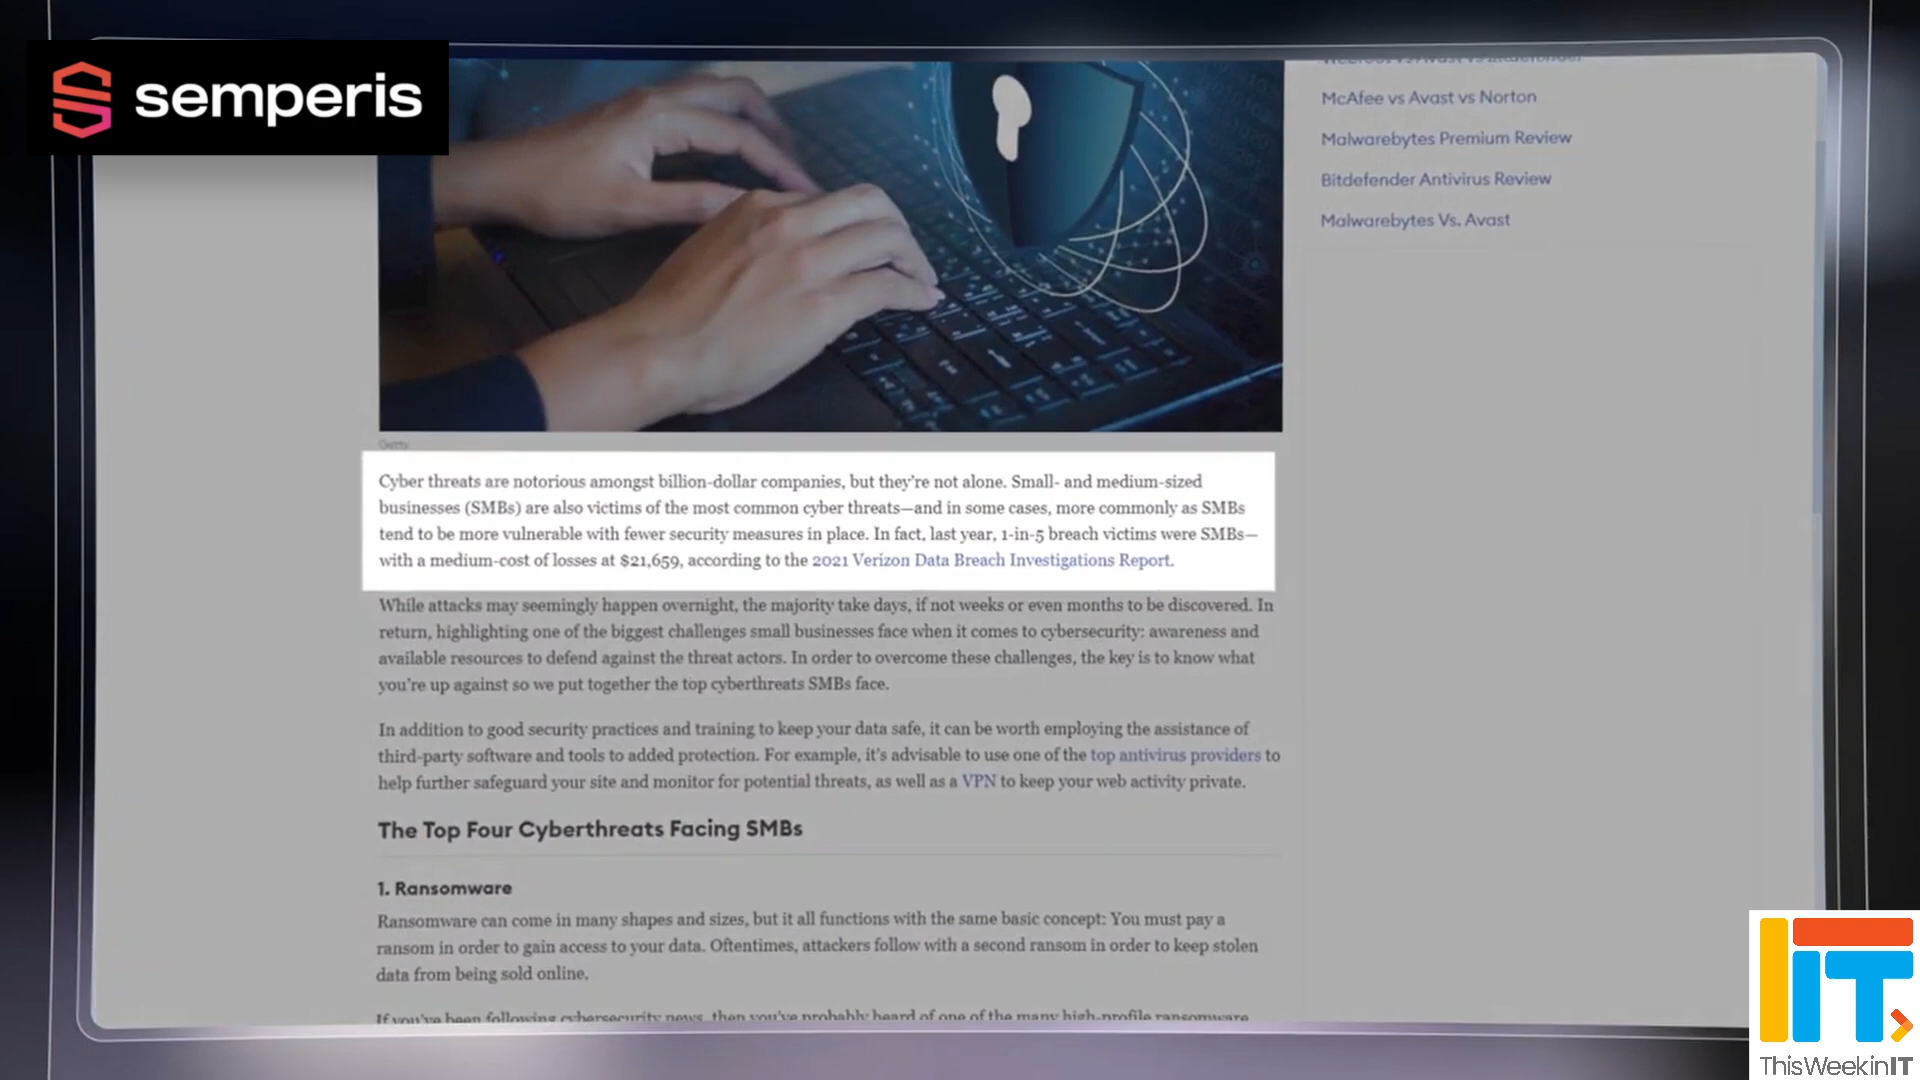 semperis
McAfee vs Avast vs Norton
Malwarebytes Premium Review
Bitdefender Antivirus Review
Malwarebytes Vs. Avast
Getty
Cyber threats are notorious amongst billion-dollar companies, but they're not alone. Small- and medium-sized
businesses (SMBs) are also victims of the most common cyber threats—and in some cases, more commonly as SMBs
tend to be more vulnerable with fewer security measures in place. In fact, last year, 1-in-5 breach victims were SMBs—
with a medium-cost of losses at $21,659, according to the 2021 Verizon Data Breach Investigations Report.
While attacks may seemingly happen overnight, the majority take days, if not weeks or even months to be discovered. In
return, highlighting one of the biggest challenges small businesses face when it comes to cybersecurity: awareness and
available resources to defend against the threat actors. In order to overcome these challenges, the key is to know what
you're up against so we put together the top cyberthreats SMBs face.
In addition to good security practices and training to keep your data safe, it can be worth employing the assistance of
third-party software and tools to added protection. For example, it's advisable to use one of the top antivirus providers to
help further safeguard your site and monitor for potential threats, as well as a VPN to keep your web activity private.
The Top Four Cyberthreats Facing SMBs
1. Ransomware
Ransomware can come in many shapes and sizes, but it all functions with the same basic concept: You must pay a
ransom in order to gain access to your data. Oftentimes, attackers follow with a second ransom in order to keep stolen
data from being sold online.
If you've been following cybersecurity news, then you've probably heard of one of the many high-profile ransomware
IT
ThisWeekinIT